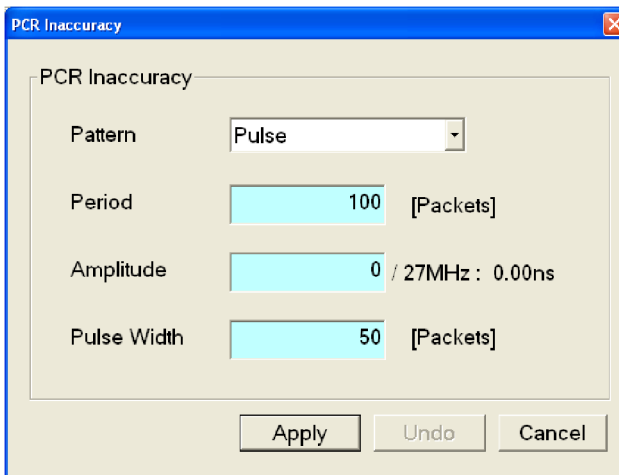 PCR Inaccuracy
PCR Inaccuracy
Pattern Pulse
Period 100 [Packets]
Amplitude 0 / 27MHz : 0.00ns
Pulse Width 50 [Packets]
Apply Undo Cancel